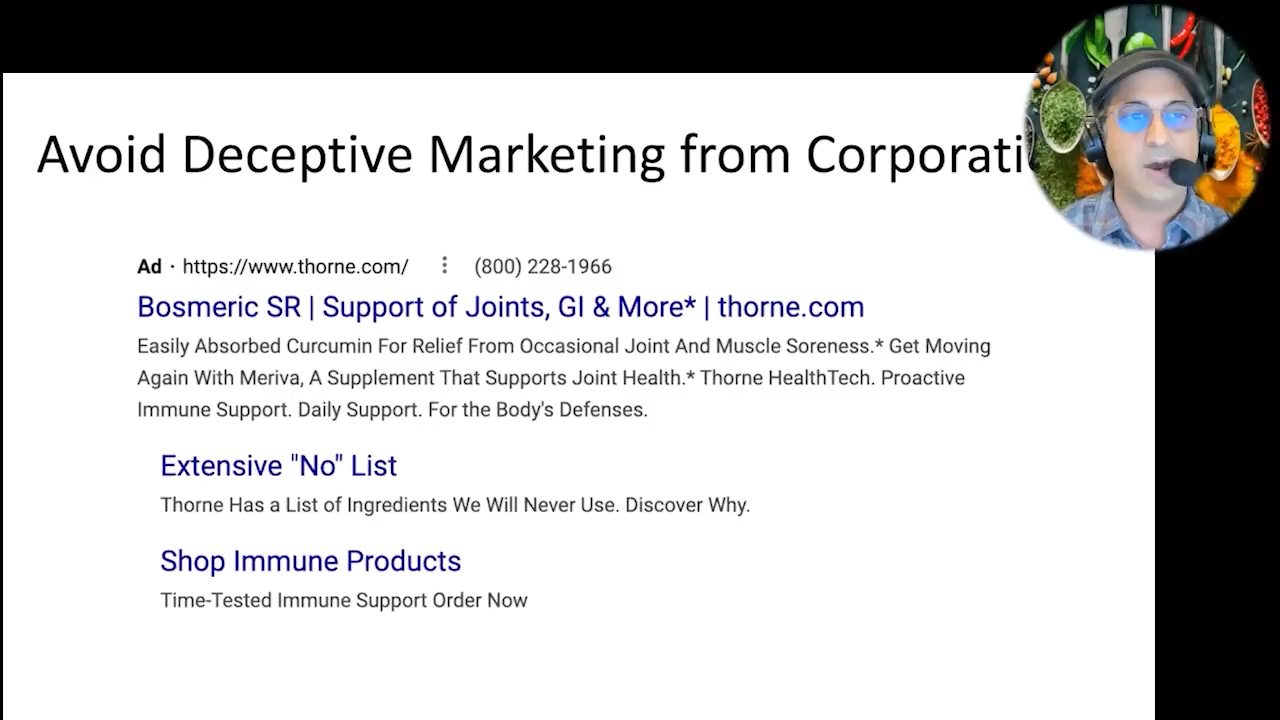 Avoid Deceptive Marketing from Corporati
Ad · https://www.thorne.com/ ⋮ (800) 228-1966
Bosmeric SR | Support of Joints, GI & More* | thorne.com
Easily Absorbed Curcumin For Relief From Occasional Joint And Muscle Soreness.* Get Moving
Again With Meriva, A Supplement That Supports Joint Health.* Thorne HealthTech. Proactive
Immune Support. Daily Support. For the Body's Defenses.
Extensive "No" List
Thorne Has a List of Ingredients We Will Never Use. Discover Why.
Shop Immune Products
Time-Tested Immune Support Order Now